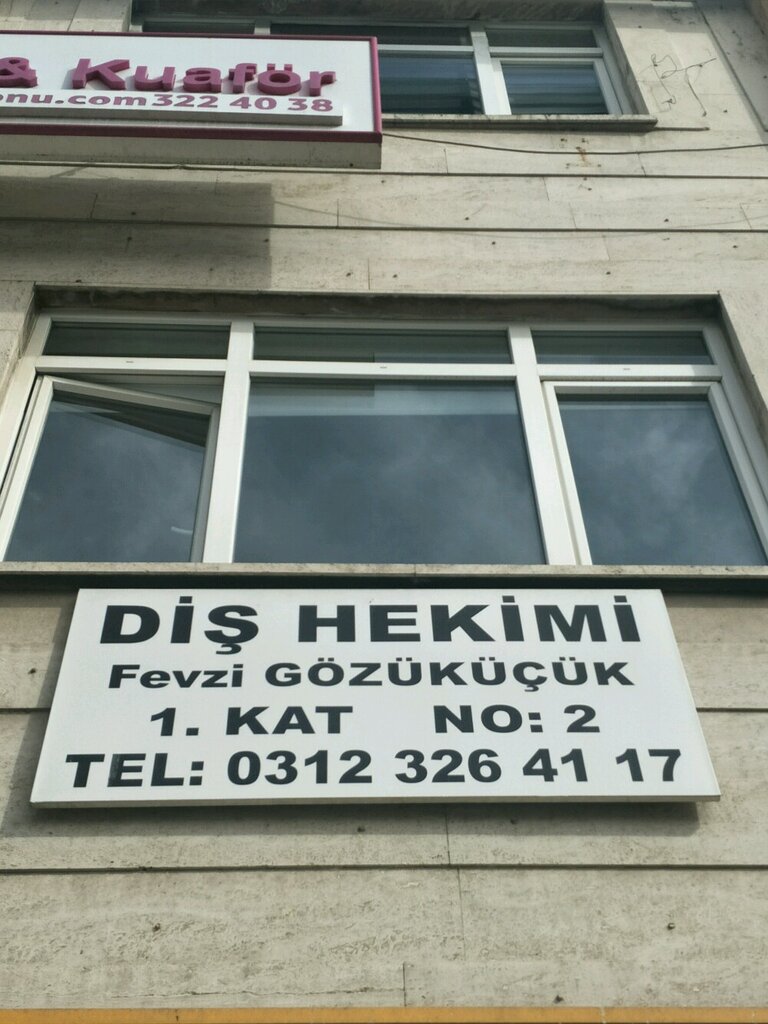 & Kuaför
onu.com 322 40 38
DİŞ HEKİMİ
Fevzi GÖZÜKÜÇÜK
1. KAT NO: 2
TEL: 0312 326 41 17